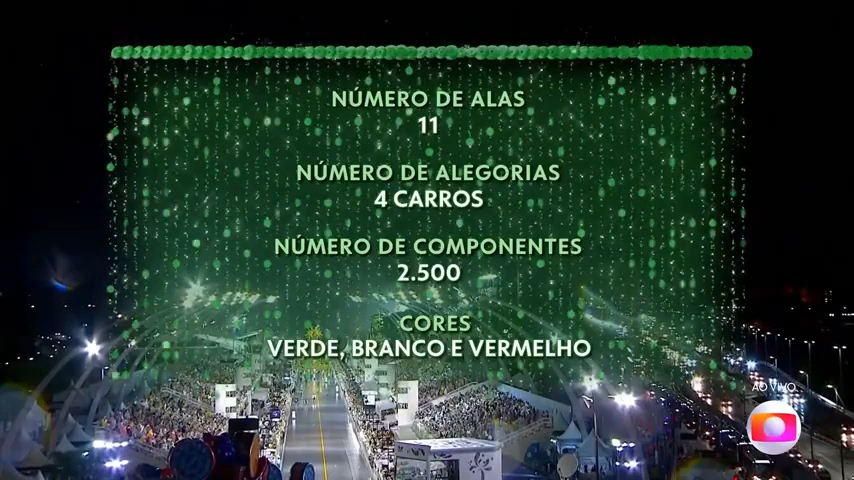 NÚMERO DE ALAS
11
NÚMERO DE ALEGORIAS
4 CARROS
NÚMERO DE COMPONENTES
2.500
CORES
VERDE, BRANCO E VERMELHO
AO VIVO